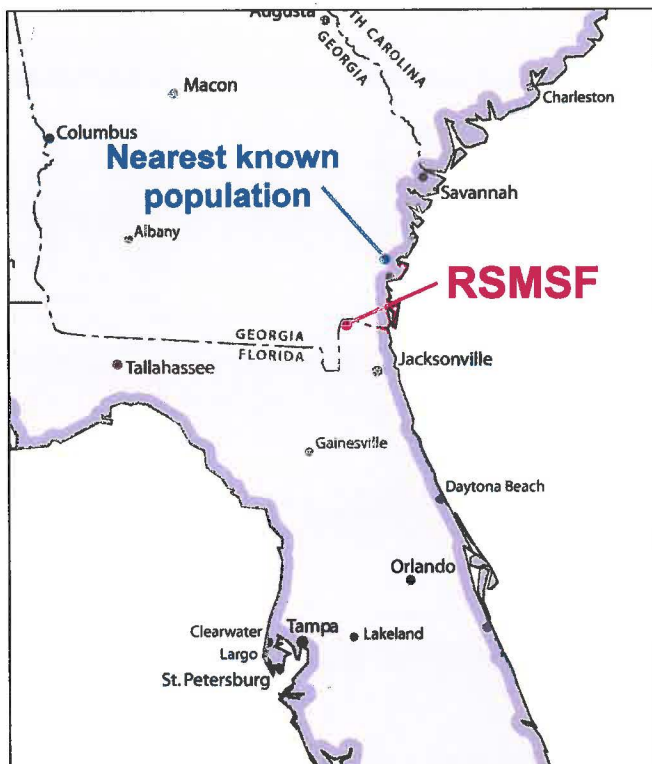 Augusta
TH CAROLINA
GEORGIA
Macon
Charleston
Columbus
Nearest known
population
Savannah
Albany
RSMSF
GEORGIA
FLORIDA
Jacksonville
Tallahassee
Gainesville
Daytona Beach
Orlando
Clearwater
Tampa
Lakeland
Largo
St. Petersburg